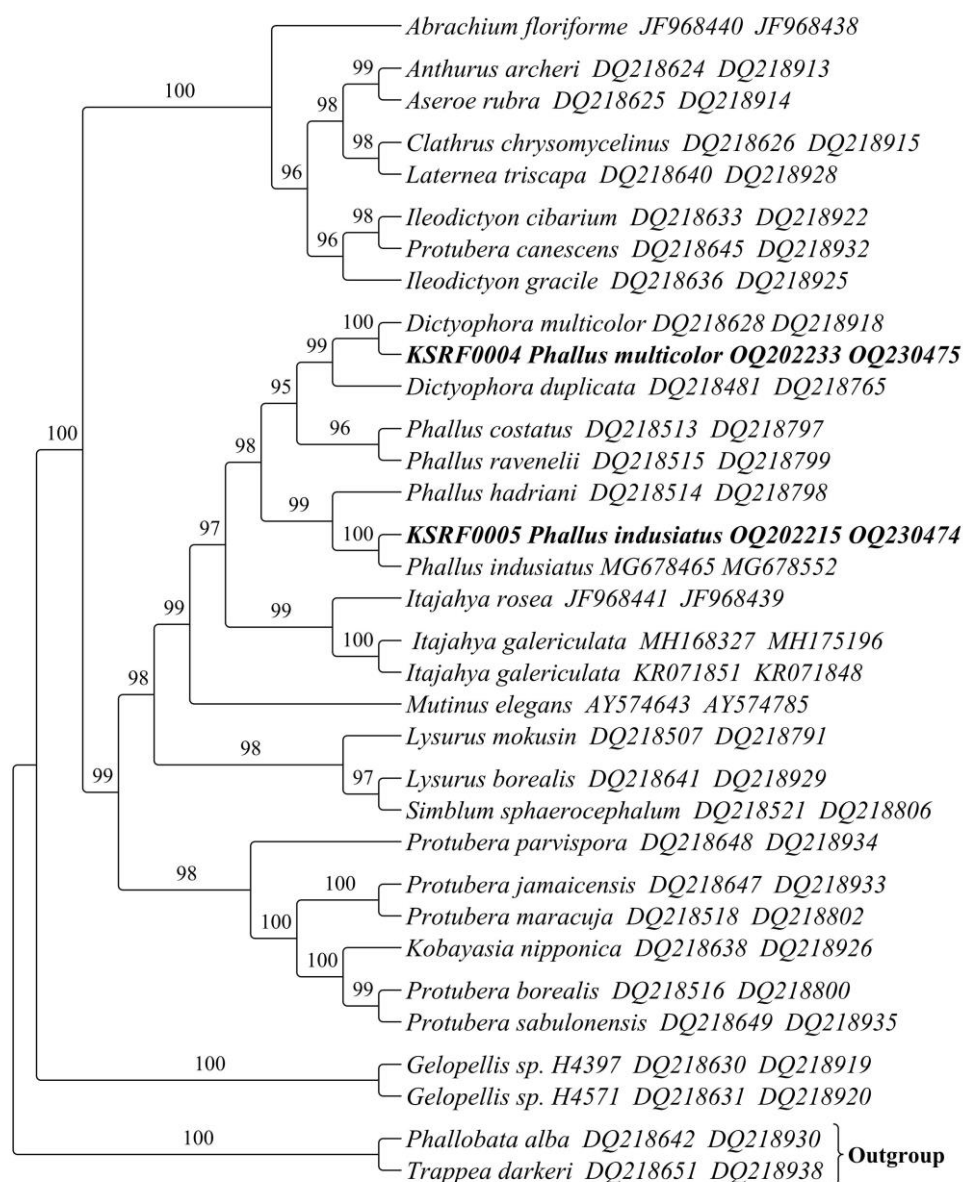 Abrachium floriforme JF968440 JF968438
100
99
Anthurus archeri DQ218624 DQ218913
98
Aseroe rubra DQ218625 DQ218914
98
Clathrus chrysomycelinus DQ218626 DQ218915
96
Laternea triscapa DQ218640 DQ218928
98
Ileodictyon cibarium DQ218633 DQ218922
96
Protubera canescens DQ218645 DQ218932
Ileodictyon gracile DQ218636 DQ218925
100
Dictyophora multicolor DQ218628 DQ218918
99
KSRF0004 Phallus multicolor OQ202233 OQ230475
95
Dictyophora duplicata DQ218481 DQ218765
100
96
Phallus costatus DQ218513 DQ218797
98
Phallus ravenelii DQ218515 DQ218799
99
Phallus hadriani DQ218514 DQ218798
97
100
KSRF0005 Phallus indusiatus OQ202215 OQ230474
Phallus indusiatus MG678465 MG678552
99
99
Itajahya rosea JF968441 JF968439
100
Itajahya galericulata MH168327 MH175196
98
Itajahya galericulata KR071851 KR071848
Mutinus elegans AY574643 AY574785
98
Lysurus mokusin DQ218507 DQ218791
99
97
Lysurus borealis DQ218641 DQ218929
Simblum sphaerocephalum DQ218521 DQ218806
98
Protubera parvispora DQ218648 DQ218934
100
Protubera jamaicensis DQ218647 DQ218933
100
Protubera maracuja DQ218518 DQ218802
100
Kobayasia nipponica DQ218638 DQ218926
99
Protubera borealis DQ218516 DQ218800
Protubera sabulonensis DQ218649 DQ218935
100
Gelopellis sp. H4397 DQ218630 DQ218919
Gelopellis sp. H4571 DQ218631 DQ218920
100
Phallobata alba DQ218642 DQ218930
Outgroup
Trappea darkeri DQ218651 DQ218938